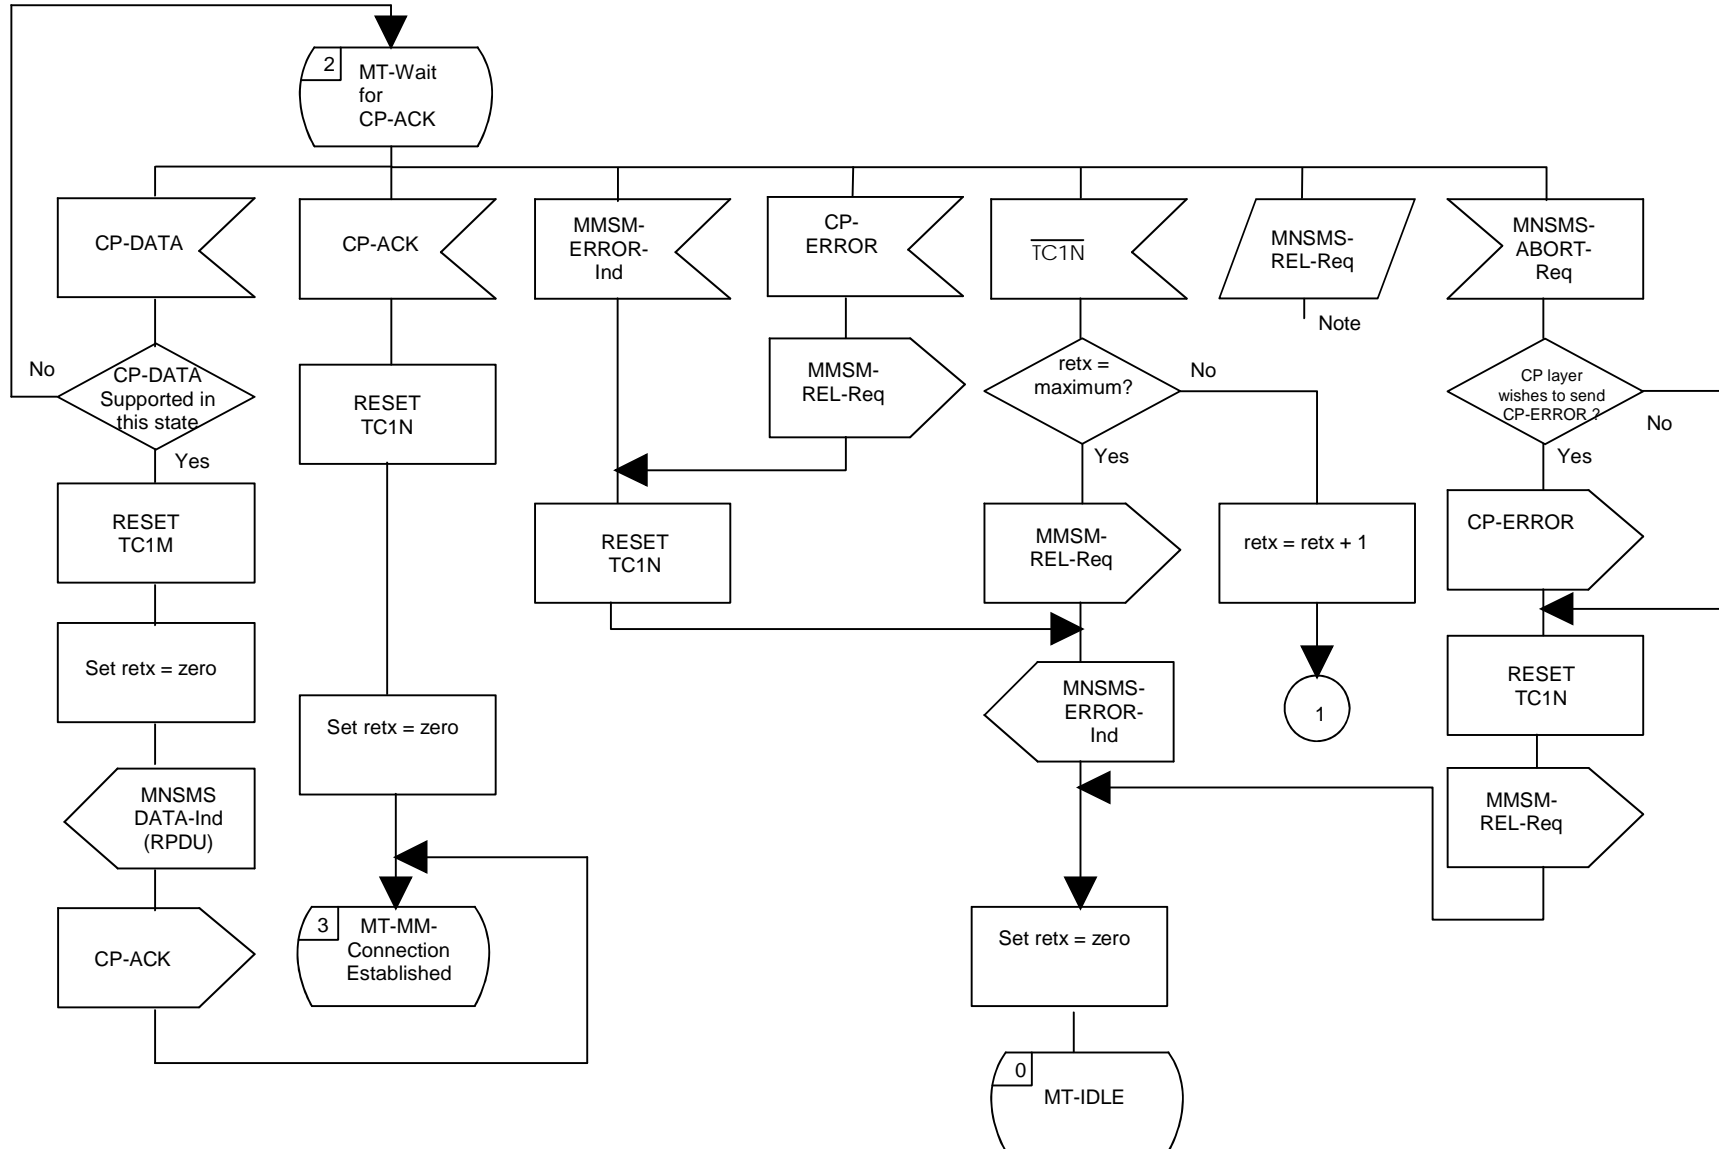 2
MT-Wait
for
CP-ACK
CP-DATA
CP-ACK
MMSM-
ERROR-
Ind
CP-
ERROR
TC1N
MNSMS-
REL-Req
MNSMS-
ABORT-
Req
Note
No
CP-DATA
Supported in
this state
Yes
RESET
TC1N
MMSM-
REL-Req
retx =
maximum?
No
Yes
CP layer
wishes to send
CP-ERROR ?
No
Yes
RESET
TC1M
RESET
TC1N
MMSM-
REL-Req
retx = retx + 1
CP-ERROR
Set retx = zero
Set retx = zero
MNSMS-
ERROR-
Ind
1
RESET
TC1N
MNSMS
DATA-Ind
(RPDU)
MMSM-
REL-Req
CP-ACK
3
MT-MM-
Connection
Established
Set retx = zero
0
MT-IDLE